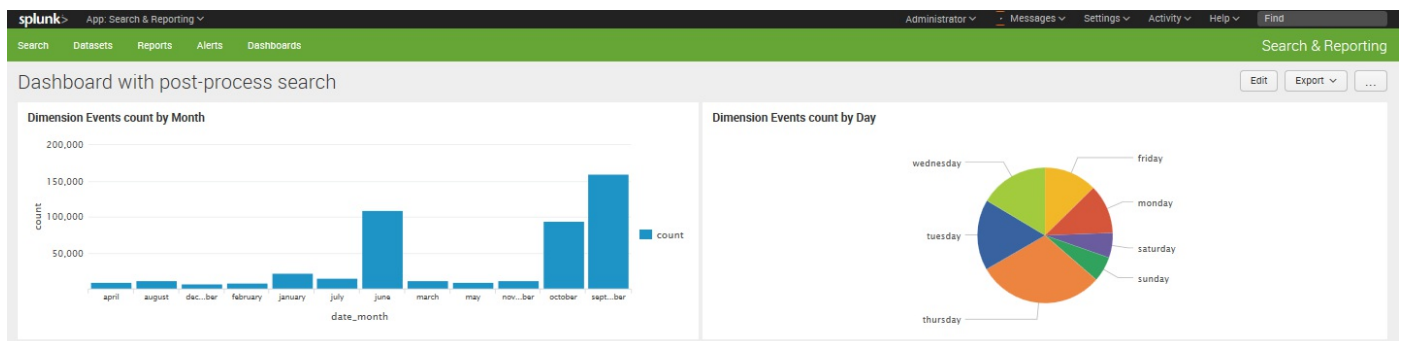 splunk> App: Search & Reporting Administrator Messages Settings Activity Help Find
Search Datasets Reports Alerts Dashboards Search & Reporting
Dashboard with post-process search Edit Export ...
Dimension Events count by Month
200,000
150,000
100,000
50,000
count
count
april august dec...ber february january july june march may nov...ber october sept...ber
date_month
Dimension Events count by Day
wednesday friday
monday
tuesday saturday
sunday
thursday